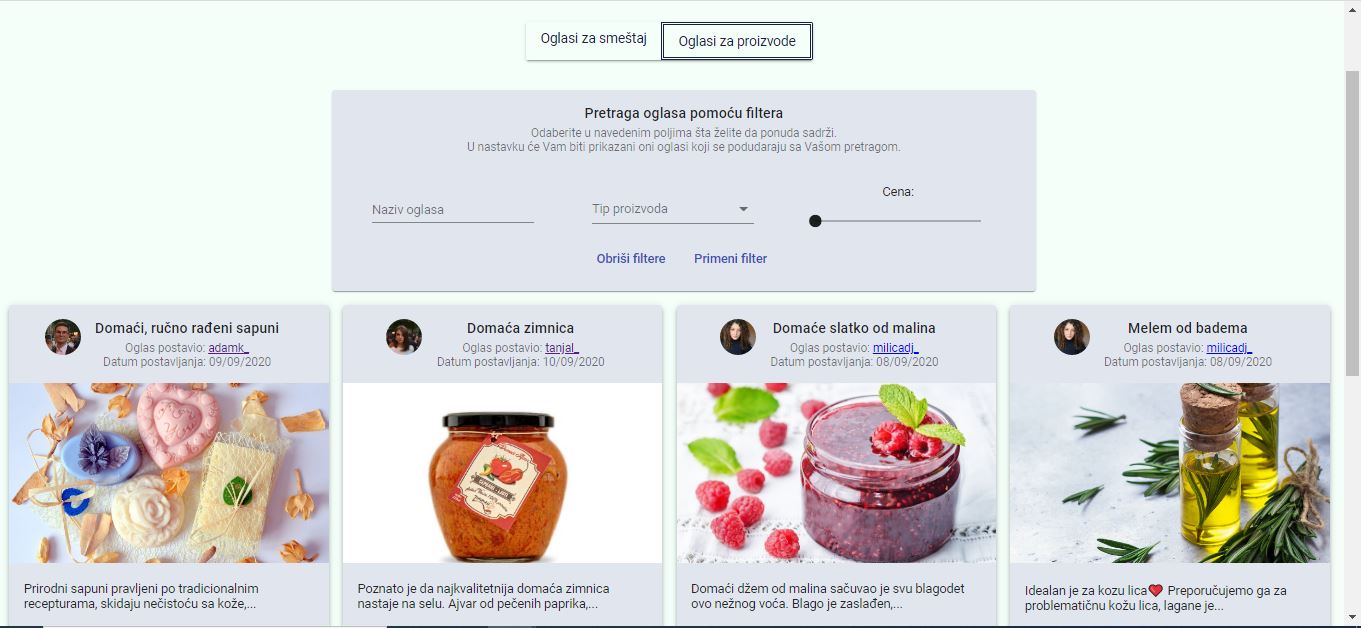 Oglasi za smeštaj
Oglasi za proizvode
Pretraga oglasa pomoću filtera
Odaberite u navedenim poljima šta želite da ponuda sadrži.
U nastavku će Vam biti prikazani oni oglasi koji se podudaraju sa Vašom pretragom.
Naziv oglasa
Tip proizvoda
Cena:
Obriši filtere
Primeni filter
Domaći, ručno rađeni sapuni
Oglas postavio: adamk_
Datum postavljanja: 09/09/2020
Prirodni sapuni pravljeni po tradicionalnim
recepturama, skidaju nečistoću sa kože,...
Domaća zimnica
Oglas postavio: tanjal_
Datum postavljanja: 10/09/2020
Poznato je da najkvalitetnija domaća zimnica
nastaje na selu. Ajvar od pečenih paprika,...
Domaće slatko od malina
Oglas postavio: milicadj_
Datum postavljanja: 08/09/2020
Domaći džem od malina sačuvao je svu blagodet
ovo nežnog voća. Blago je zaslađen,...
Melem od badema
Oglas postavio: milicadj_
Datum postavljanja: 08/09/2020
Idealan je za kozu lica❤ Preporučujemo ga za
problematičnu kožu lica, lagane je...